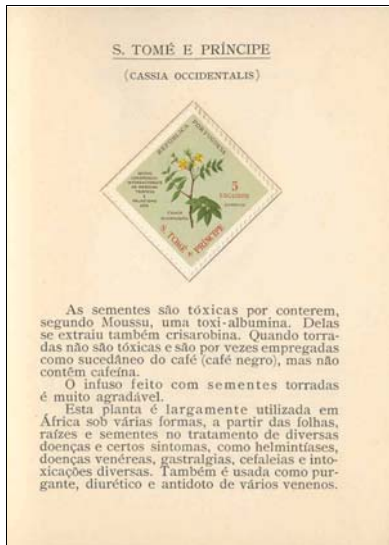 S. TOMÉ E PRÍNCIPE
(CASSIA OCCIDENTALIS)
REPÚBLICA PORTUGUESA
5
ESCUDOS
S. TOMÉ e PRÍNCIPE
As sementes são tóxicas por conterem,
segundo Moussu, uma toxi-albumina. Delas
se extraiu também crisarobina. Quando torra-
das não são tóxicas e são por vezes empregadas
como sucedâneo do café (café negro), mas não
contêm cafeína.
O infuso feito com sementes torradas
é muito agradável.
Esta planta é largamente utilizada em
África sob várias formas, a partir das folhas,
raízes e sementes no tratamento de diversas
doenças e certos sintomas, como helmintíases,
doenças venéreas, gastralgias, cefaleias e into-
xicações diversas. Também é usada como pur-
gante, diurético e antidoto de vários venenos.